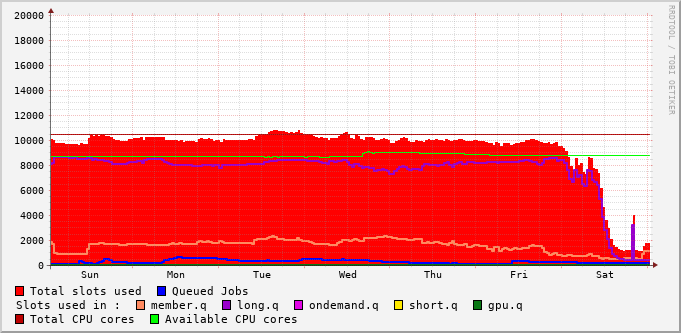 20000
18000
16000
14000
12000
10000
8000
6000
4000
2000
0
Sun Mon Tue Wed Thu Fri Sat
Total slots used Queued Jobs
Slots used in : member.q long.q ondemand.q short.q gpu.q
Total CPU cores Available CPU cores
RRDTOOL / TOBI OETIKER